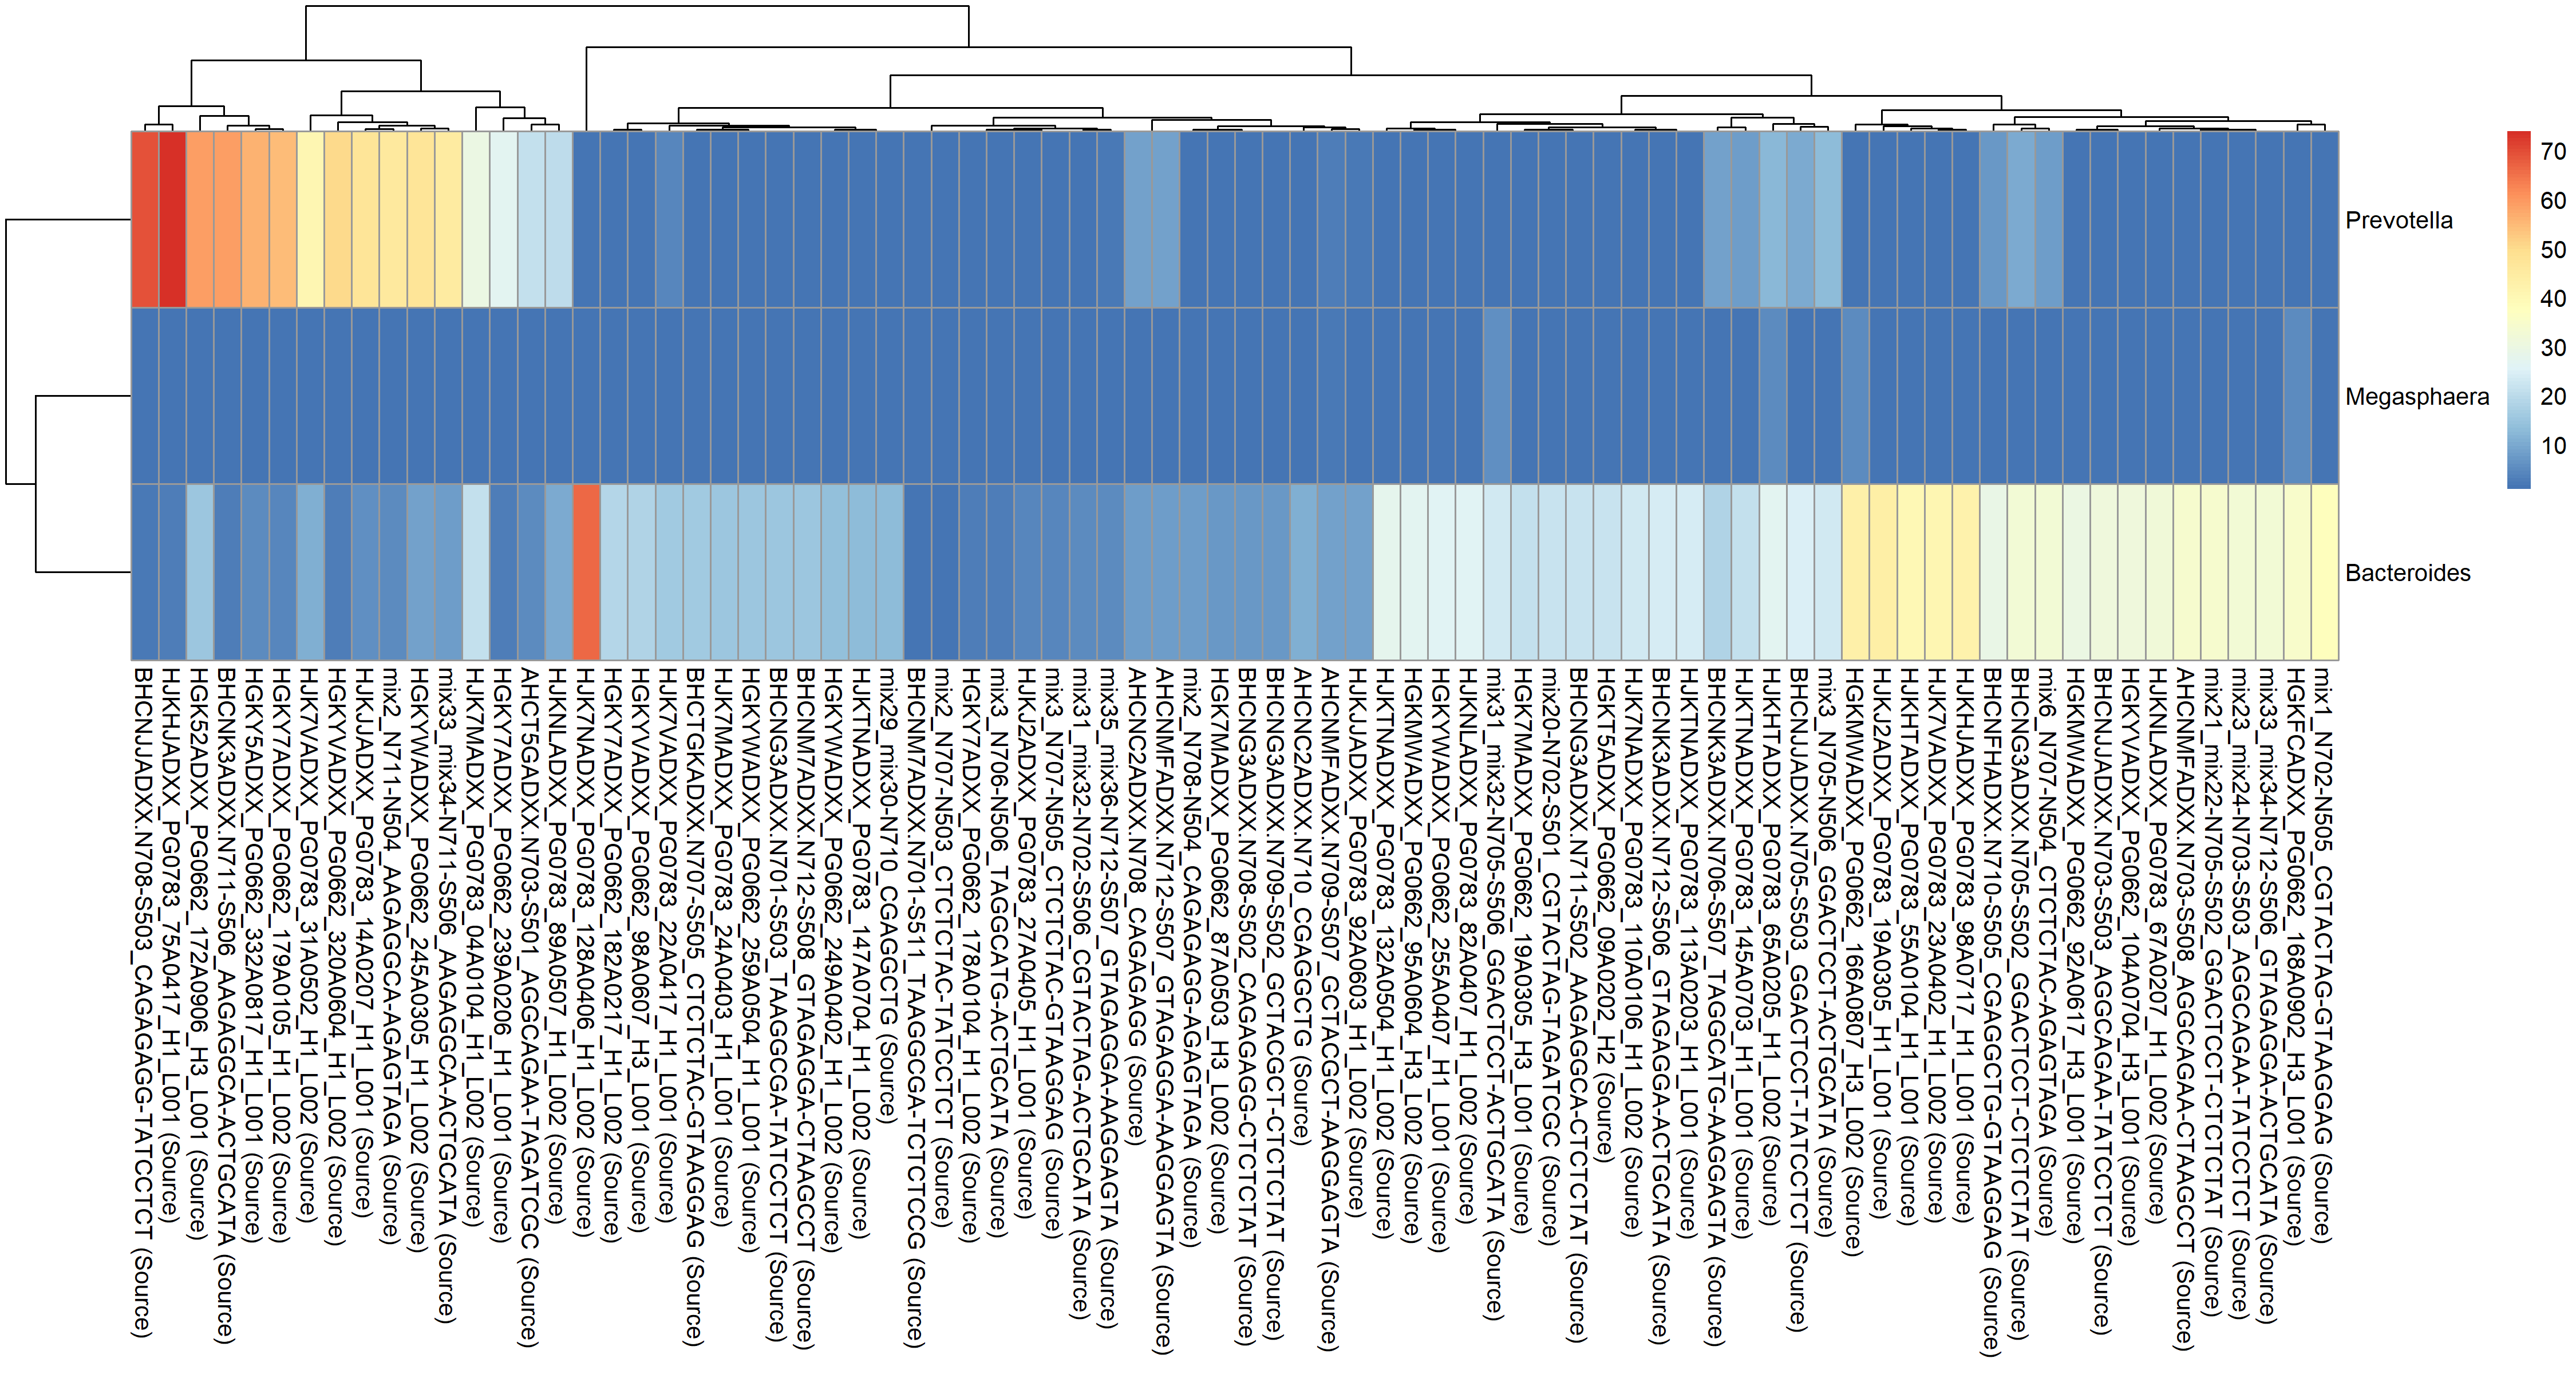 70
60
50
40
30
20
10
Prevotella
Megasphaera
Bacteroides
BHCNJJADXX.N708-S503_CAGAGAGG-TATCCTCT (Source)
HJKHJADXX_PG0783_75A0417_H1_L001 (Source)
HGK52ADXX_PG0662_172A0906_H3_L001 (Source)
BHCNK3ADXX.N711-S506_AAGAGGCA-ACTGCATA (Source)
HGKY5ADXX_PG0662_332A0817_H1_L001 (Source)
HGKY7ADXX_PG0662_179A0105_H1_L002 (Source)
HJK7VADXX_PG0783_31A0502_H1_L002 (Source)
HGKYVADXX_PG0662_320A0604_H1_L002 (Source)
HJKJJADXX_PG0783_14A0207_H1_L001 (Source)
mix2_N711-N504_AAGAGGCA-AGAGTAGA (Source)
HGKYWADXX_PG0662_245A0305_H1_L002 (Source)
mix33_mix34-N711-S506_AAGAGGCA-ACTGCATA (Source)
HJK7MADXX_PG0783_04A0104_H1_L002 (Source)
HGKY7ADXX_PG0662_239A0206_H1_L001 (Source)
AHCT5GADXX.N703-S501_AGGCAGAA-TAGATCGC (Source)
HJKNLADXX_PG0783_89A0507_H1_L002 (Source)
HJK7NADXX_PG0783_128A0406_H1_L002 (Source)
HGKY7ADXX_PG0662_182A0217_H1_L002 (Source)
HGKYVADXX_PG0662_98A0607_H3_L001 (Source)
HJK7VADXX_PG0783_22A0417_H1_L001 (Source)
BHCTGKADXX.N707-S505_CTCTCTAC-GTAAGGAG (Source)
HJK7MADXX_PG0783_24A0403_H1_L001 (Source)
HGKYWADXX_PG0662_259A0504_H1_L001 (Source)
BHCNG3ADXX.N701-S503_TAAGGCGA-TATCCTCT (Source)
BHCNM7ADXX.N712-S508_GTAGAGGA-CTAAGCCT (Source)
HGKYWADXX_PG0662_249A0402_H1_L002 (Source)
HJKTNADXX_PG0783_147A0704_H1_L002 (Source)
mix29_mix30-N710_CGAGGCTG (Source)
BHCNM7ADXX.N701-S511_TAAGGCGA-TCTCTCCG (Source)
mix2_N707-N503_CTCTCTAC-TATCCTCT (Source)
HGKY7ADXX_PG0662_178A0104_H1_L002 (Source)
mix3_N706-N506_TAGGCATG-ACTGCATA (Source)
HJKJ2ADXX_PG0783_27A0405_H1_L001 (Source)
mix3_N707-N505_CTCTCTAC-GTAAGGAG (Source)
mix31_mix32-N702-S506_CGTACTAG-ACTGCATA (Source)
mix35_mix36-N712-S507_GTAGAGGA-AAGGAGTA (Source)
AHCNC2ADXX.N708_CAGAGAGG (Source)
AHCNMFADXX.N712-S507_GTAGAGGA-AAGGAGTA (Source)
mix2_N708-N504_CAGAGAGG-AGAGTAGA (Source)
HGK7MADXX_PG0662_87A0503_H3_L002 (Source)
BHCNG3ADXX.N708-S502_CAGAGAGG-CTCTCTAT (Source)
BHCNG3ADXX.N709-S502_GCTACGCT-CTCTCTAT (Source)
AHCNC2ADXX.N710_CGAGGCTG (Source)
AHCNMFADXX.N709-S507_GCTACGCT-AAGGAGTA (Source)
HJKJJADXX_PG0783_92A0603_H1_L002 (Source)
HJKTNADXX_PG0783_132A0504_H1_L002 (Source)
HGKMWADXX_PG0662_95A0604_H3_L002 (Source)
HGKYWADXX_PG0662_255A0407_H1_L001 (Source)
HJKNLADXX_PG0783_82A0407_H1_L002 (Source)
mix31_mix32-N705-S506_GGACTCCT-ACTGCATA (Source)
HGK7MADXX_PG0662_19A0305_H3_L001 (Source)
mix20-N702-S501_CGTACTAG-TAGATCGC (Source)
BHCNG3ADXX.N711-S502_AAGAGGCA-CTCTCTAT (Source)
HGKT5ADXX_PG0662_09A0202_H2 (Source)
HJK7NADXX_PG0783_110A0106_H1_L002 (Source)
BHCNK3ADXX.N712-S506_GTAGAGGA-ACTGCATA (Source)
HJKTNADXX_PG0783_113A0203_H1_L001 (Source)
BHCNK3ADXX.N706-S507_TAGGCATG-AAGGAGTA (Source)
HJKTNADXX_PG0783_145A0703_H1_L001 (Source)
HJKHTADXX_PG0783_65A0205_H1_L002 (Source)
BHCNJJADXX.N705-S503_GGACTCCT-TATCCTCT (Source)
mix3_N705-N506_GGACTCCT-ACTGCATA (Source)
HGKMWADXX_PG0662_166A0807_H3_L002 (Source)
HJKJ2ADXX_PG0783_19A0305_H1_L001 (Source)
HJKHTADXX_PG0783_55A0104_H1_L001 (Source)
HJK7VADXX_PG0783_23A0402_H1_L002 (Source)
HJKHJADXX_PG0783_98A0717_H1_L001 (Source)
BHCNFHADXX.N710-S505_CGAGGCTG-GTAAGGAG (Source)
BHCNG3ADXX.N705-S502_GGACTCCT-CTCTCTAT (Source)
mix6_N707-N504_CTCTCTAC-AGAGTAGA (Source)
HGKMWADXX_PG0662_92A0617_H3_L001 (Source)
BHCNJJADXX.N703-S503_AGGCAGAA-TATCCTCT (Source)
HGKYVADXX_PG0662_104A0704_H3_L001 (Source)
HJKNLADXX_PG0783_67A0207_H1_L002 (Source)
AHCNMFADXX.N703-S508_AGGCAGAA-CTAAGCCT (Source)
mix21_mix22-N705-S502_GGACTCCT-CTCTCTAT (Source)
mix23_mix24-N703-S503_AGGCAGAA-TATCCTCT (Source)
mix33_mix34-N712-S506_GTAGAGGA-ACTGCATA (Source)
HGKFCADXX_PG0662_168A0902_H3_L001 (Source)
mix1_N702-N505_CGTACTAG-GTAAGGAG (Source)